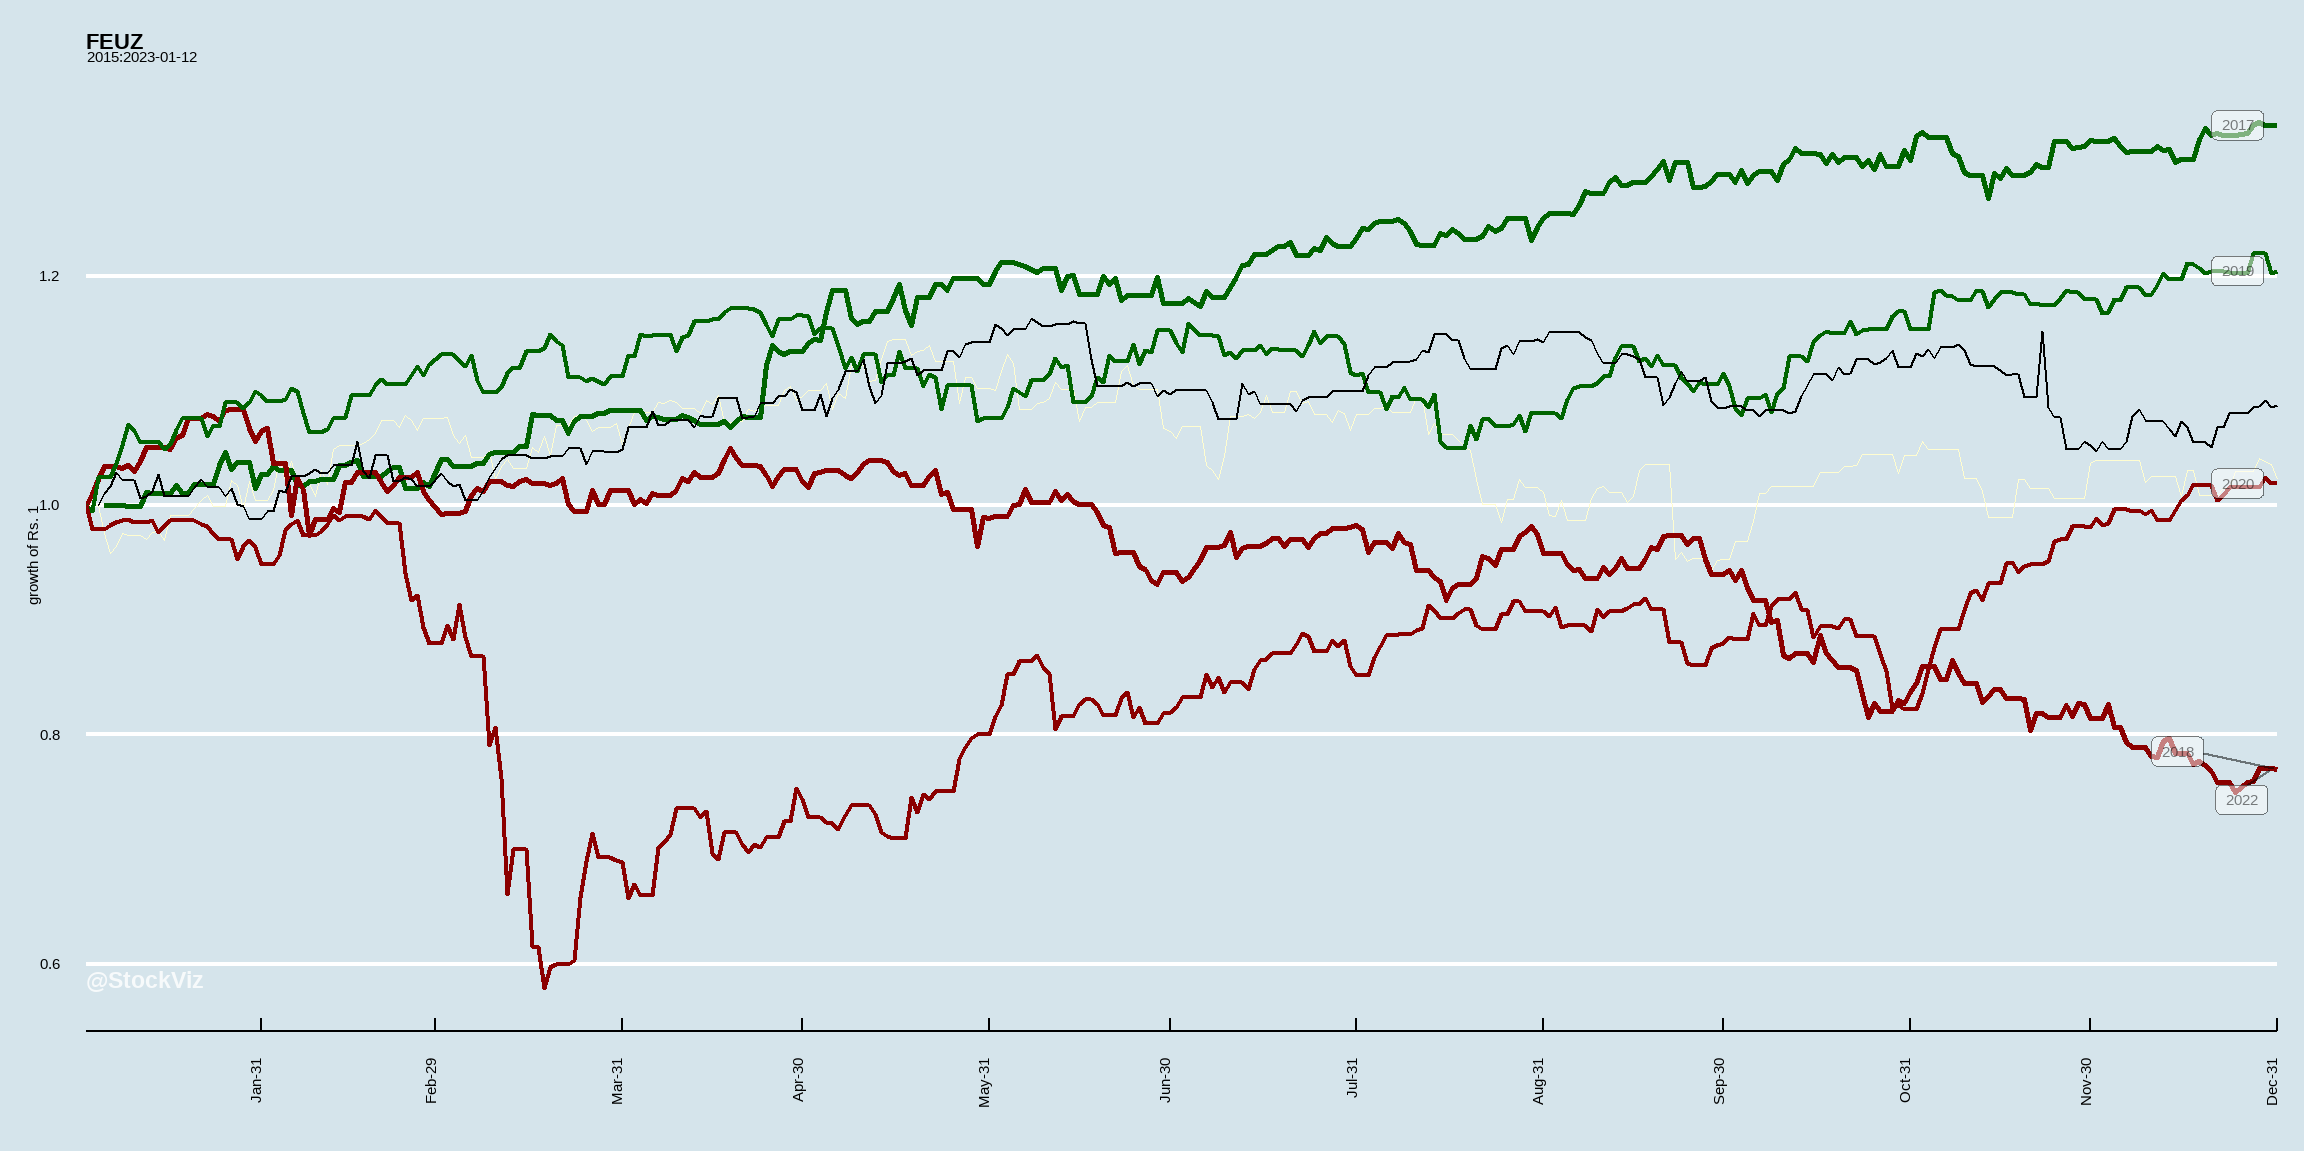 FEUZ
2015:2023-01-12
2017
1.2
2019
1.0
2020
growth of Rs. 1
0.8
2018
2022
0.6
@StockViz
Jan-31
Feb-29
Mar-31
Apr-30
May-31
Jun-30
Jul-31
Aug-31
Sep-30
Oct-31
Nov-30
Dec-31